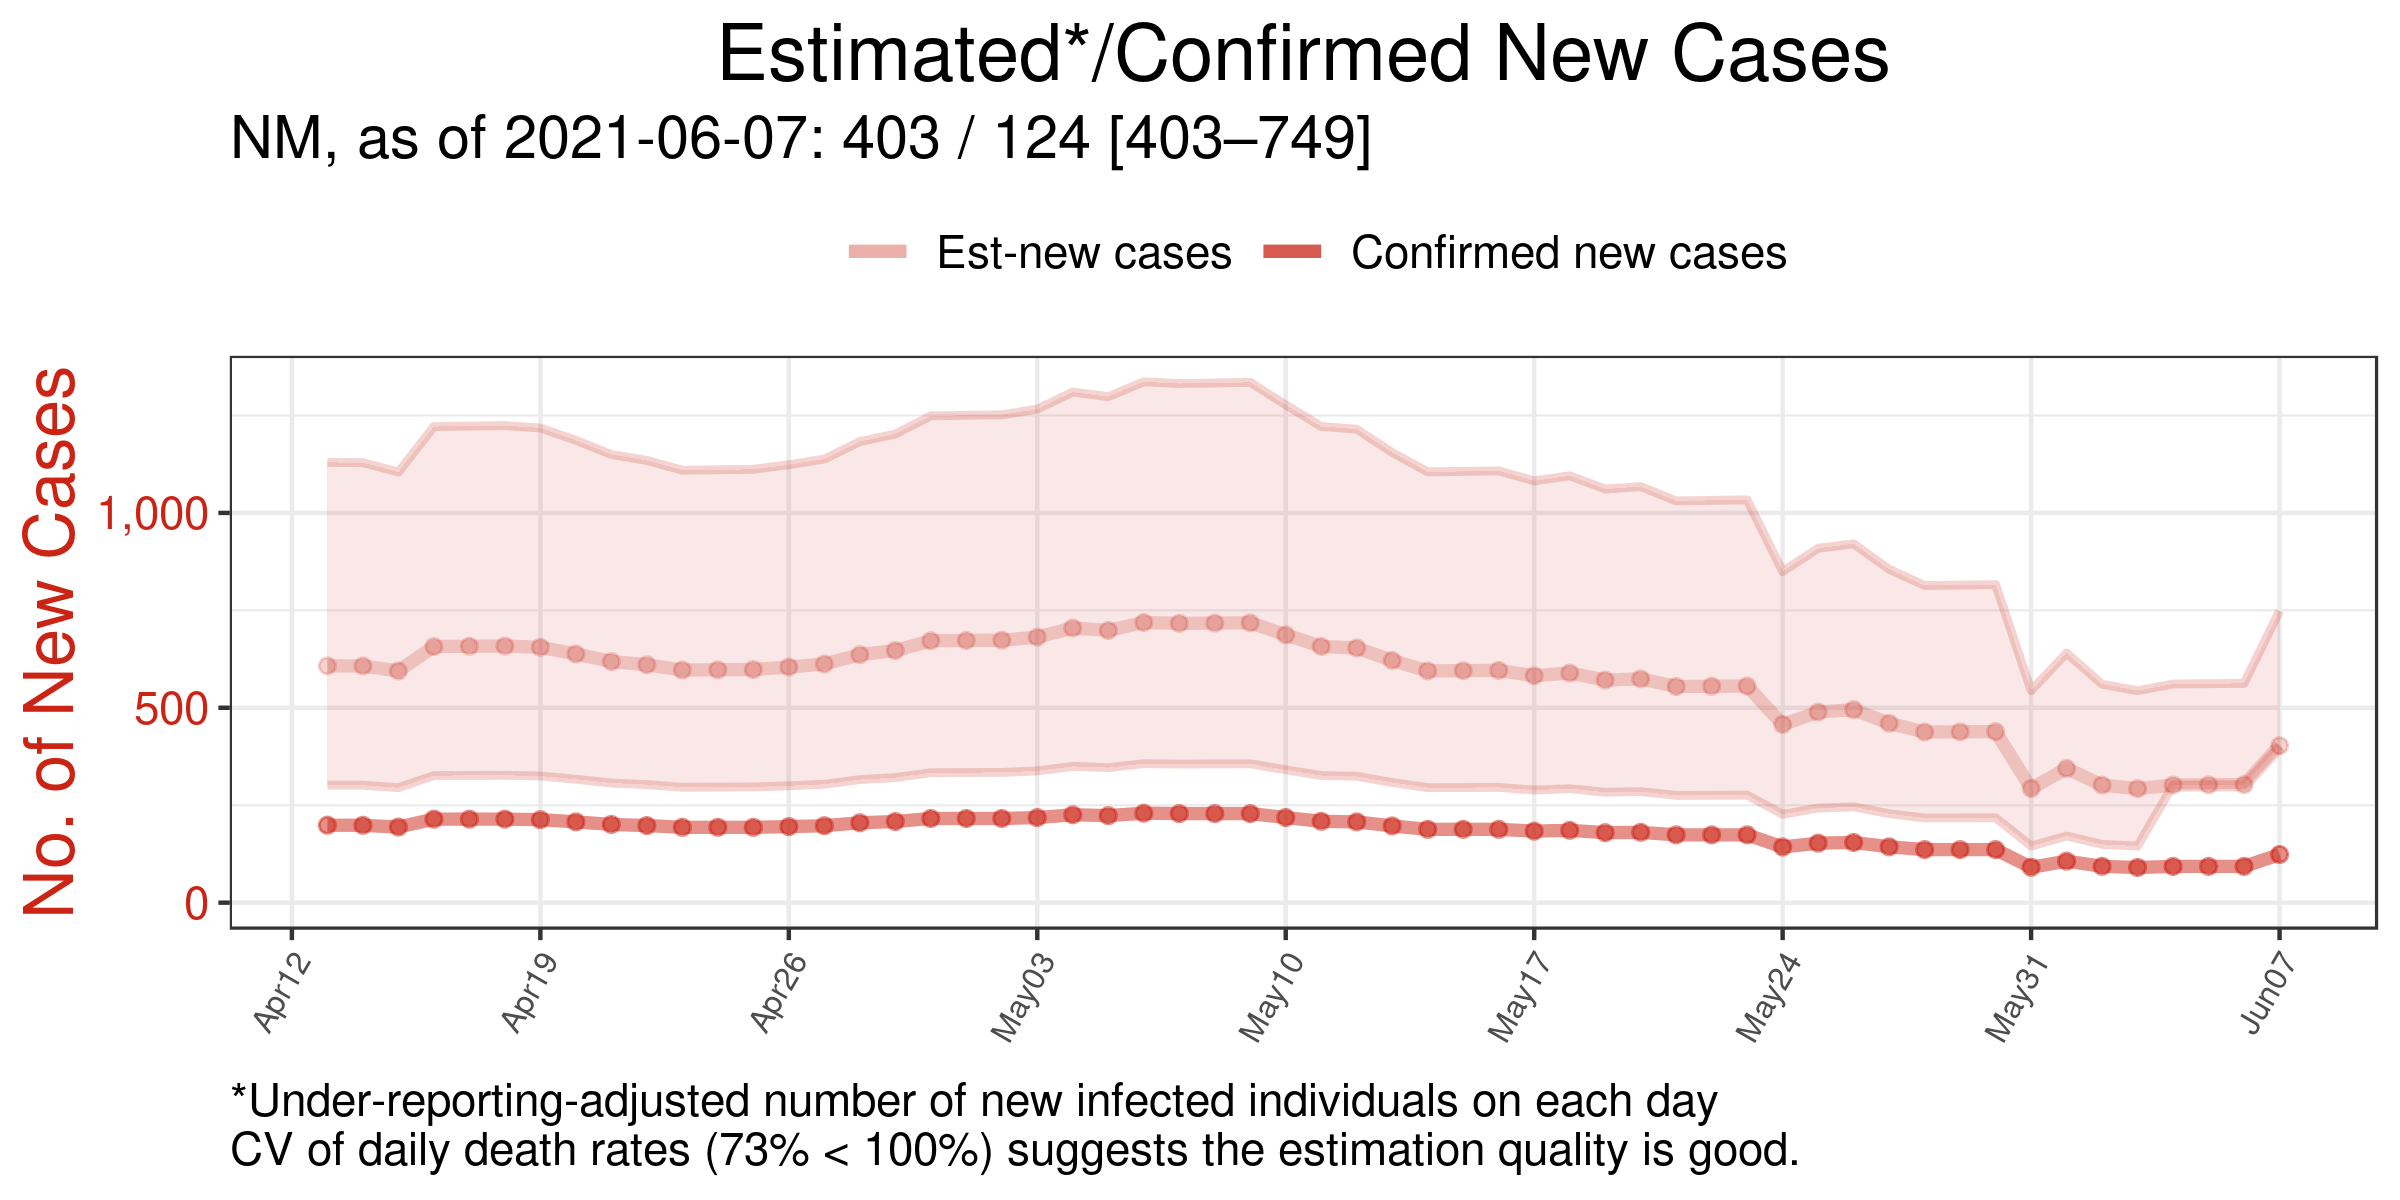 Estimated*/Confirmed New Cases
NM, as of 2021-06-07: 403 / 124 [403–749]
Est-new cases
Confirmed new cases
No. of New Cases
1,000
500
0
Apr12
Apr19
Apr26
May03
May10
May17
May24
May31
Jun07
*Under-reporting-adjusted number of new infected individuals on each day
CV of daily death rates (73% < 100%) suggests the estimation quality is good.